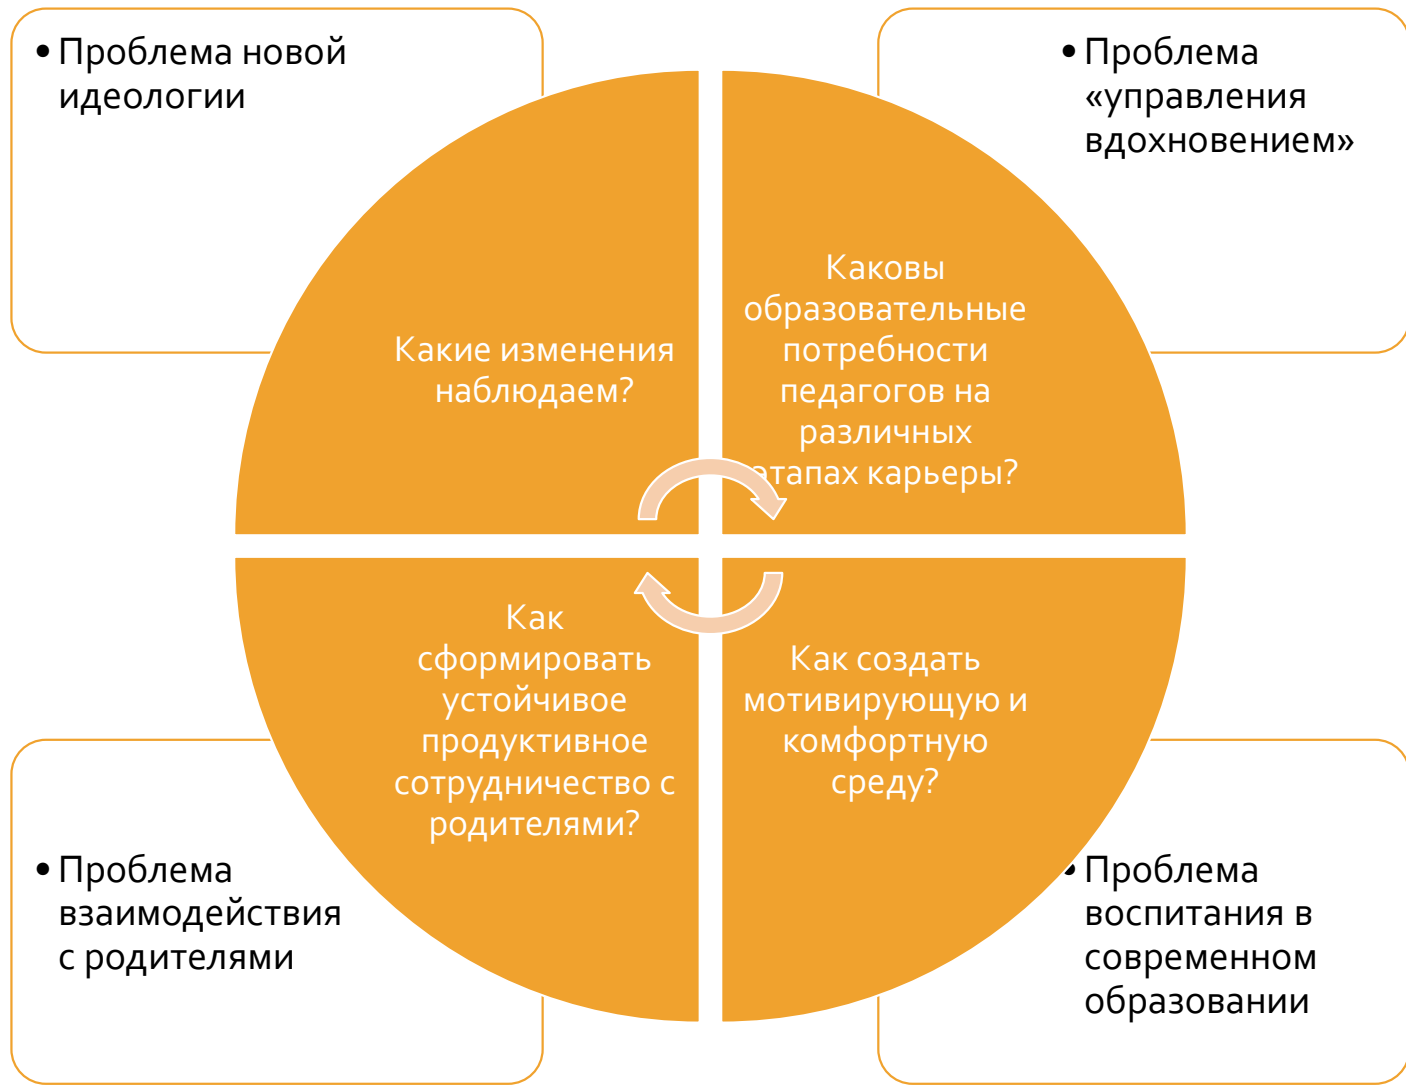 • Проблема новой
идеологии
• Проблема
«управления
вдохновением»
Какие изменения
наблюдаем?
Каковы
образовательные
потребности
педагогов на
различных
этапах карьеры?
Как
сформировать
устойчивое
продуктивное
сотрудничество с
родителями?
Как создать
мотивирующую и
комфортную
среду?
• Проблема
взаимодействия
с родителями
• Проблема
воспитания в
современном
образовании